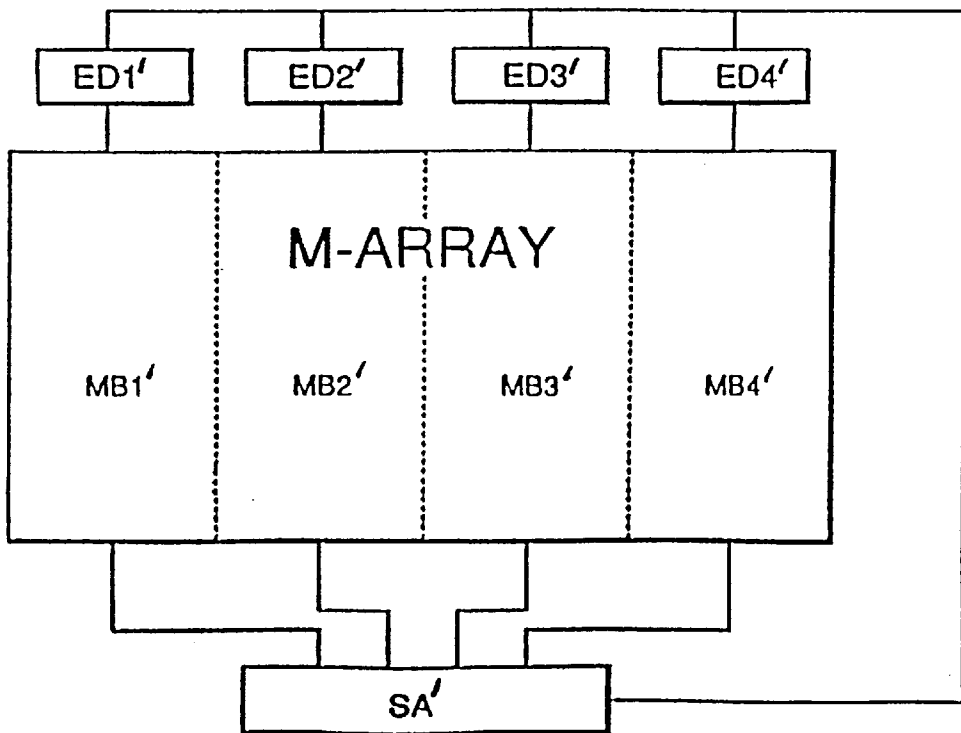 ED1′ ED2′ ED3′ ED4′
M-ARRAY
MB1′ MB2′ MB3′ MB4′
SA′